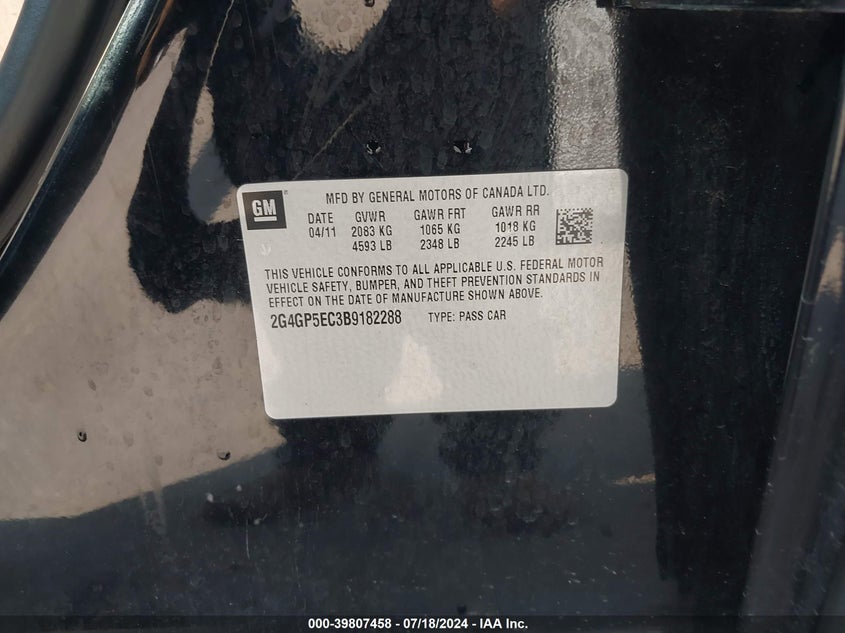 GM
MFD BY GENERAL MOTORS OF CANADA LTD.
DATE GVWR GAWR FRT GAWR RR
04/11 2083 KG 1065 KG 1018 KG
4593 LB 2348 LB 2245 LB
THIS VEHICLE CONFORMS TO ALL APPLICABLE U.S. FEDERAL MOTOR
VEHICLE SAFETY, BUMPER, AND THEFT PREVENTION STANDARDS IN
EFFECT ON THE DATE OF MANUFACTURE SHOWN ABOVE.
2G4GP5EC3B9182288 TYPE: PASS CAR
000-39807458 - 07/18/2024 - IAA Inc.